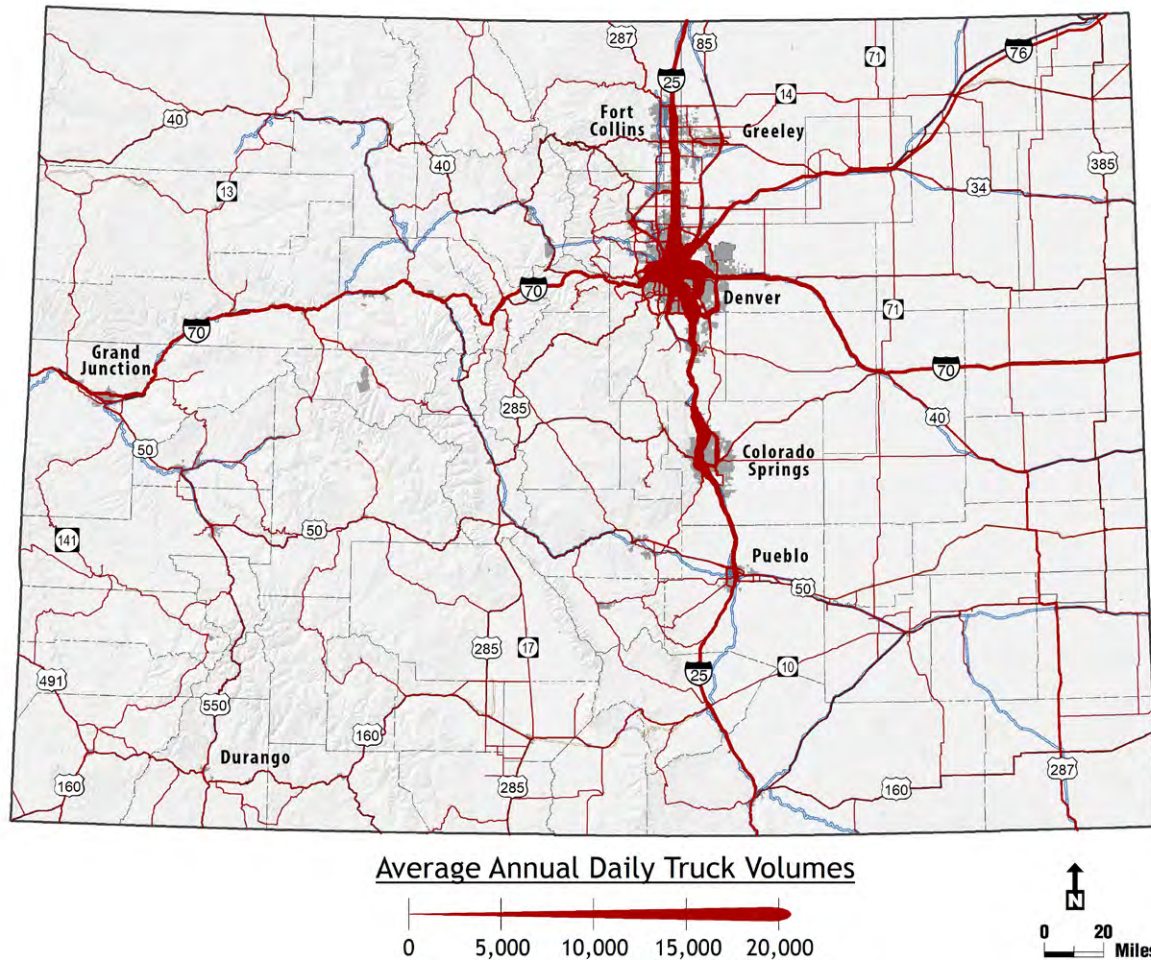 287
85
25
71
76
14
Fort
Collins
Greeley
40
40
385
13
34
70
Denver
71
70
Grand
Junction
70
285
40
50
Colorado
Springs
141
50
Pueblo
50
285
17
10
491
25
550
160
Durango
160
285
160
287
Average Annual Daily Truck Volumes
0 5,000 10,000 15,000 20,000
N
0 20
Miles